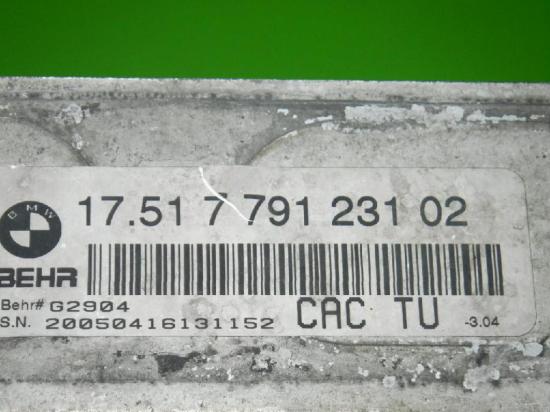 BMW
17.51 7 791 231 02
BEHR
Behr# G2904
S.N. 20050416131152
CAC TU
-3.04